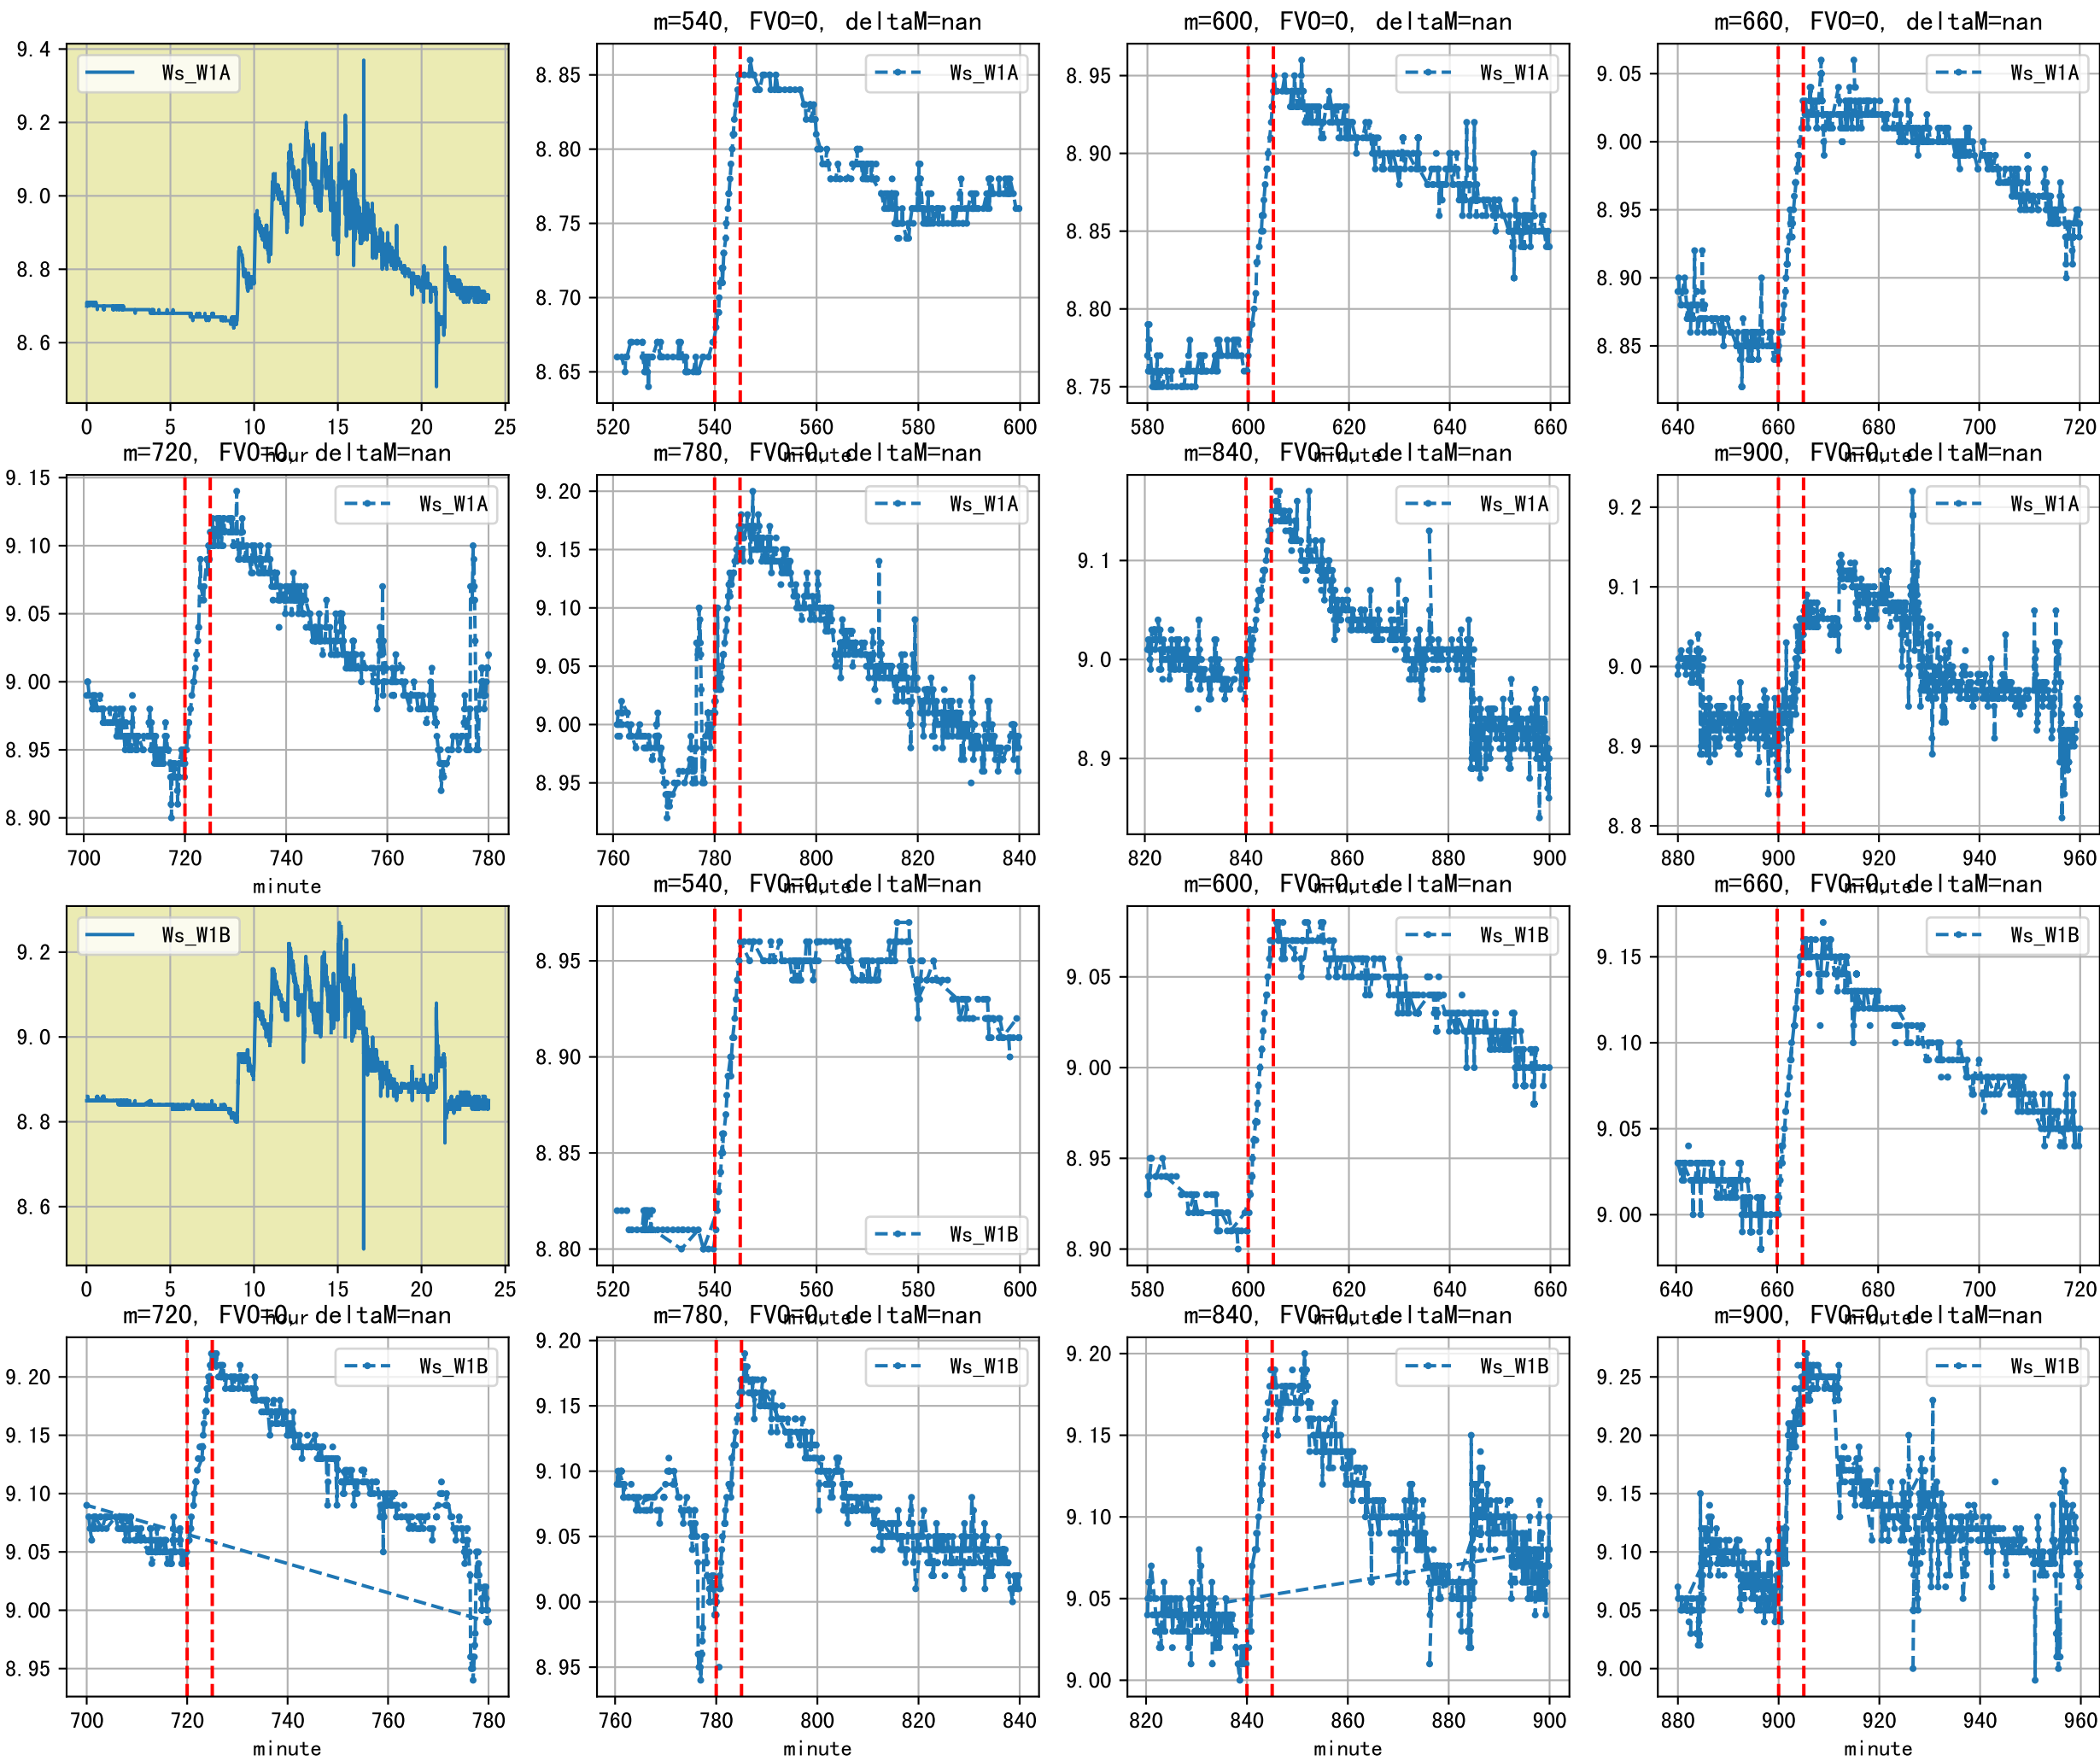 m=540, FVO=0, deltaM=nan
m=600, FVO=0, deltaM=nan
m=660, FVO=0, deltaM=nan
Ws_W1A
9.4
9.2
9.0
8.8
8.6
0 5 10 15 20 25
hour
Ws_W1A
8.85
8.80
8.75
8.70
8.65
520 540 560 580 600
minute
Ws_W1A
8.95
8.90
8.85
8.80
8.75
580 600 620 640 660
minute
Ws_W1A
9.05
9.00
8.95
8.90
8.85
640 660 680 700 720
minute
m=720, FVO=0, deltaM=nan
m=780, FVO=0, deltaM=nan
m=840, FVO=0, deltaM=nan
m=900, FVO=0, deltaM=nan
Ws_W1A
9.15
9.10
9.05
9.00
8.95
8.90
700 720 740 760 780
minute
Ws_W1A
9.20
9.15
9.10
9.05
9.00
8.95
760 780 800 820 840
minute
Ws_W1A
9.1
9.0
8.9
820 840 860 880 900
minute
Ws_W1A
9.2
9.1
9.0
8.9
8.8
880 900 920 940 960
minute
m=540, FVO=0, deltaM=nan
m=600, FVO=0, deltaM=nan
m=660, FVO=0, deltaM=nan
Ws_W1B
9.2
9.0
8.8
8.6
0 5 10 15 20 25
hour
8.95
8.90
8.85
8.80
Ws_W1B
520 540 560 580 600
minute
Ws_W1B
9.05
9.00
8.95
8.90
580 600 620 640 660
minute
Ws_W1B
9.15
9.10
9.05
9.00
640 660 680 700 720
minute
m=720, FVO=0, deltaM=nan
m=780, FVO=0, deltaM=nan
m=840, FVO=0, deltaM=nan
m=900, FVO=0, deltaM=nan
Ws_W1B
9.20
9.15
9.10
9.05
9.00
8.95
700 720 740 760 780
minute
Ws_W1B
9.20
9.15
9.10
9.05
9.00
8.95
760 780 800 820 840
minute
Ws_W1B
9.20
9.15
9.10
9.05
9.00
820 840 860 880 900
minute
Ws_W1B
9.25
9.20
9.15
9.10
9.05
9.00
880 900 920 940 960
minute